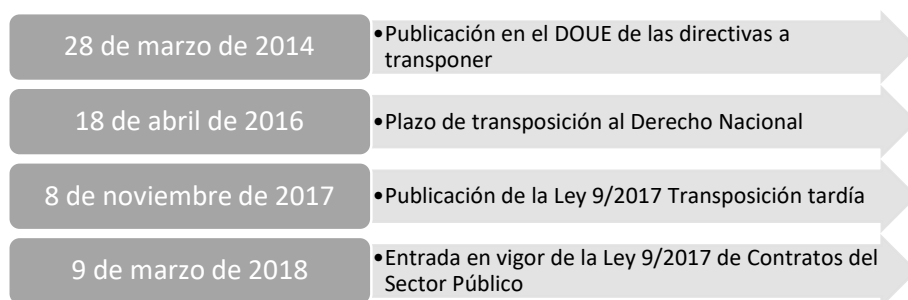 28 de marzo de 2014
•Publicación en el DOUE de las directivas a
transponer
18 de abril de 2016
•Plazo de transposición al Derecho Nacional
8 de noviembre de 2017
•Publicación de la Ley 9/2017 Transposición tardía
9 de marzo de 2018
•Entrada en vigor de la Ley 9/2017 de Contratos del
Sector Público